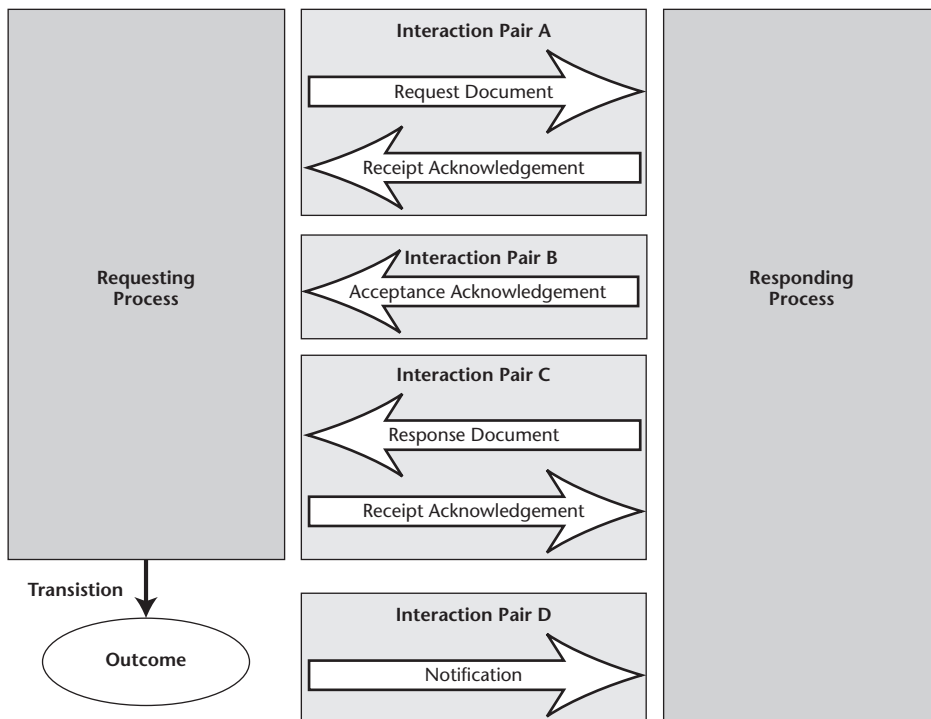 Interaction Pair A
Request Document
Receipt Acknowledgement
Requesting
Process
Interaction Pair B
Acceptance Acknowledgement
Responding
Process
Interaction Pair C
Response Document
Receipt Acknowledgement
Transistion
Outcome
Interaction Pair D
Notification